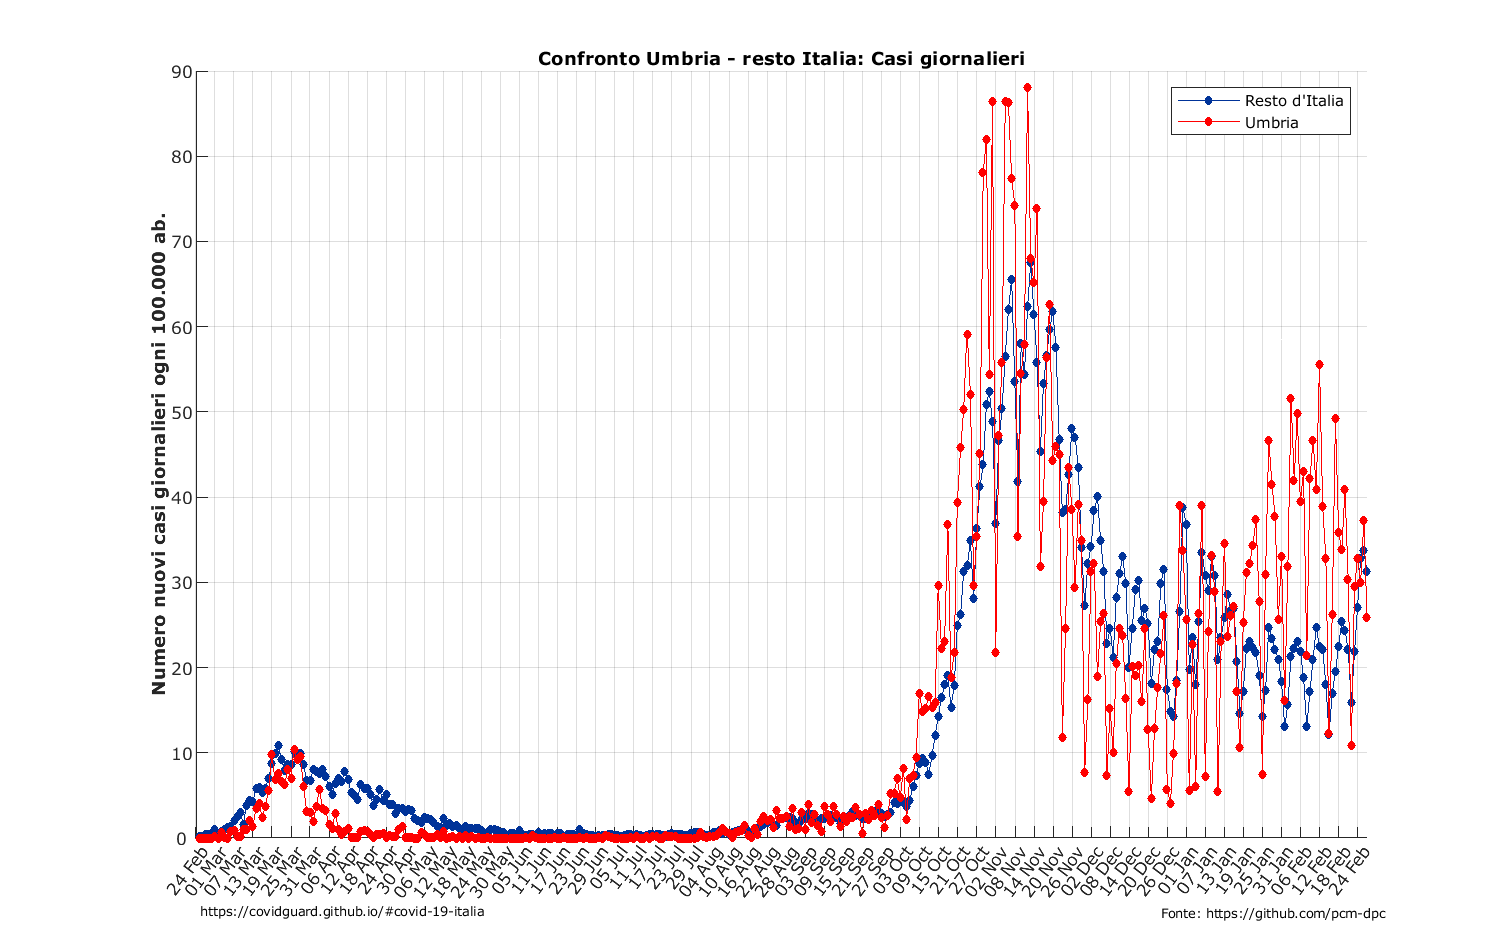 Confronto Umbria - resto Italia: Casi giornalieri
Resto d'Italia
Umbria
Numero nuovi casi giornalieri ogni 100.000 ab.
90
80
70
60
50
40
30
20
10
0
24 Feb
01 Mar
07 Mar
13 Mar
19 Mar
25 Mar
31 Mar
06 Apr
12 Apr
18 Apr
24 Apr
30 Apr
06 May
12 May
18 May
24 May
30 May
05 Jun
11 Jun
17 Jun
23 Jun
29 Jun
05 Jul
11 Jul
17 Jul
23 Jul
29 Jul
04 Aug
10 Aug
16 Aug
22 Aug
28 Aug
03 Sep
09 Sep
15 Sep
21 Sep
27 Sep
03 Oct
09 Oct
15 Oct
21 Oct
27 Oct
02 Nov
08 Nov
14 Nov
20 Nov
26 Nov
02 Dec
08 Dec
14 Dec
20 Dec
26 Dec
01 Jan
07 Jan
13 Jan
19 Jan
25 Jan
31 Jan
06 Feb
12 Feb
18 Feb
24 Feb
https://covidguard.github.io/#covid-19-italia
Fonte: https://github.com/pcm-dpc